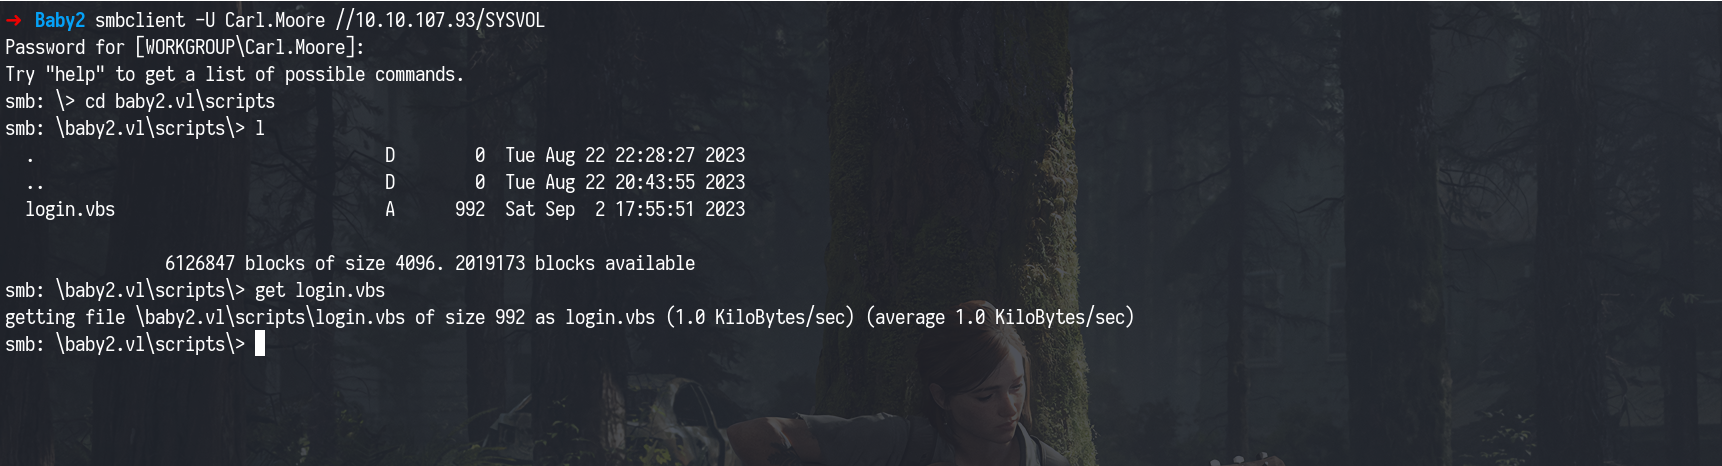 → Baby2 smbclient -U Carl.Moore //10.10.107.93/SYSVOL
Password for [WORKGROUP\Carl.Moore]:
Try "help" to get a list of possible commands.
smb: \> cd baby2.vl\scripts
smb: \baby2.vl\scripts\> l
  .                                   D        0  Tue Aug 22 22:28:27 2023
  ..                                  D        0  Tue Aug 22 20:43:55 2023
  login.vbs                           A      992  Sat Sep  2 17:55:51 2023
                6126847 blocks of size 4096. 2019173 blocks available
smb: \baby2.vl\scripts\> get login.vbs
getting file \baby2.vl\scripts\login.vbs of size 992 as login.vbs (1.0 KiloBytes/sec) (average 1.0 KiloBytes/sec)
smb: \baby2.vl\scripts\>